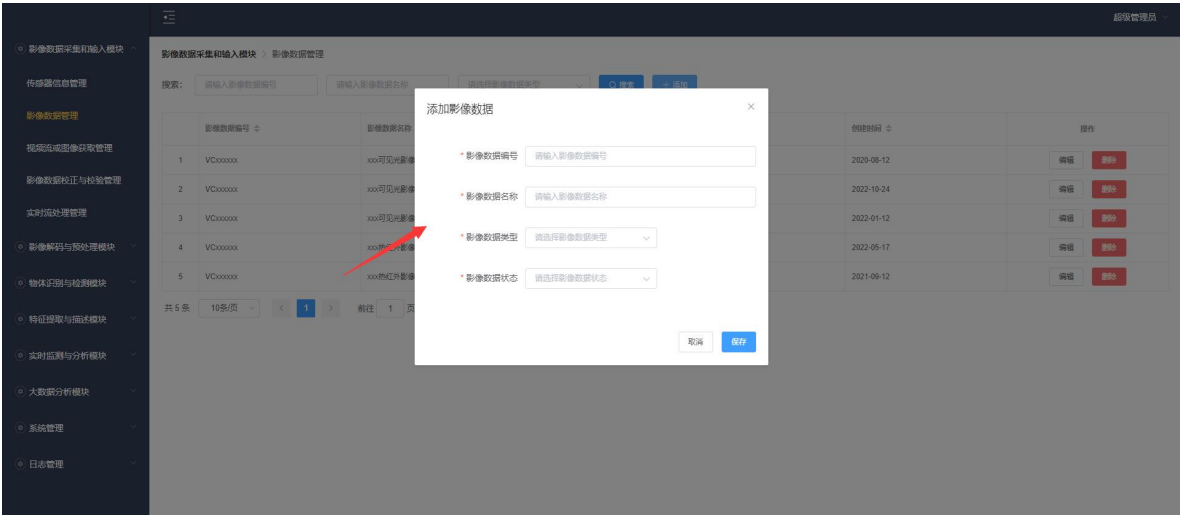 超级管理员
影像数据采集和输入模块
传感器信息管理
影像数据管理
视频流或图像获取管理
影像数据校正与校验管理
实时流处理管理
影像解码与预处理模块
物体识别与检测模块
特征提取与描述模块
实时监测与分析模块
大数据分析模块
系统管理
日志管理
影像数据采集和输入模块 > 影像数据管理
搜索: 请输入影像数据编号 请输入影像数据名称 请选择影像数据类型 搜索 + 添加
影像数据编号 影像数据名称 创建时间 操作
1 VCxxxxxx xxx可见光影像 2020-08-12 编辑 删除
2 VCxxxxxx xxx可见光影像 2022-10-24 编辑 删除
3 VCxxxxxx xxx可见光影像 2022-01-12 编辑 删除
4 VCxxxxxx xxx热红外影像 2022-05-17 编辑 删除
5 VCxxxxxx xxx热红外影像 2021-09-12 编辑 删除
共 5 条 10条/页 < 1 > 前往 1 页
添加影像数据 ×
* 影像数据编号 请输入影像数据编号
* 影像数据名称 请输入影像数据名称
* 影像数据类型 请选择影像数据类型
* 影像数据状态 请选择影像数据状态
取消 保存